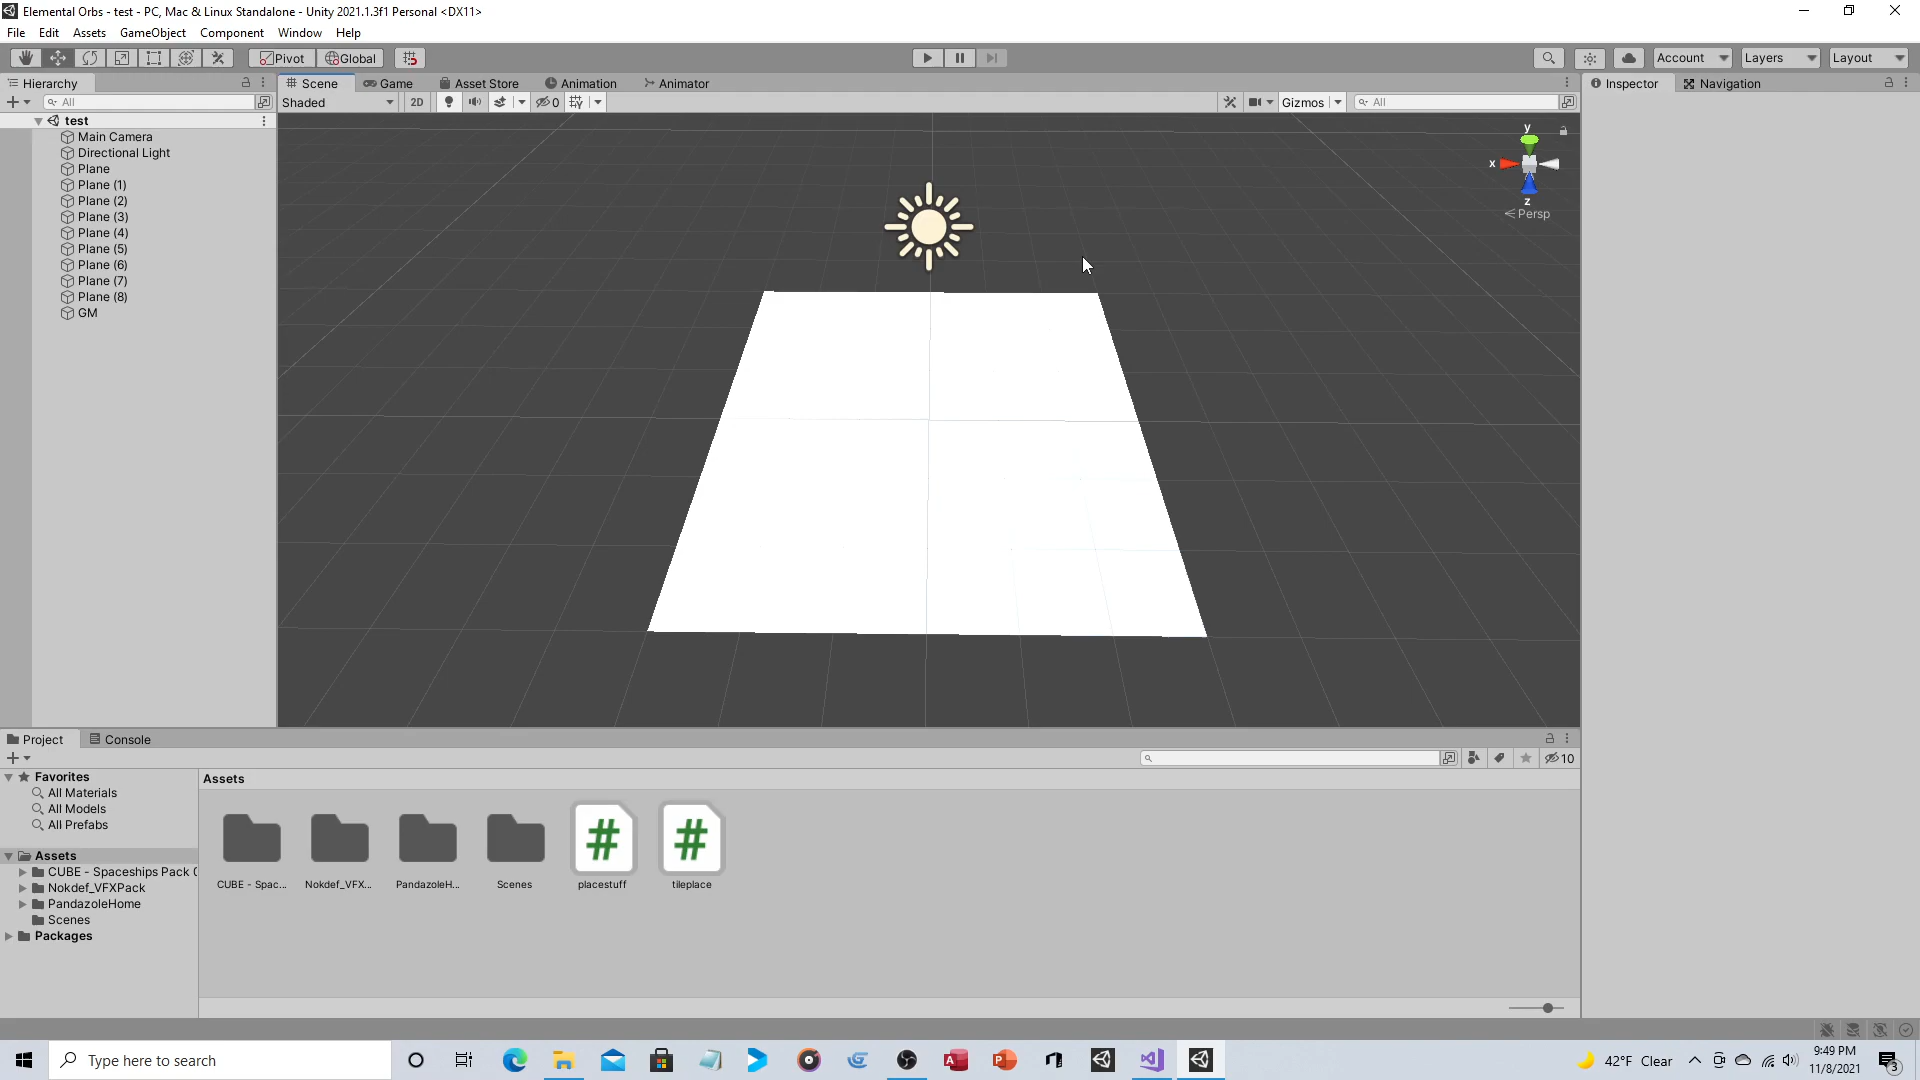 Elemental Orbs - test - PC, Mac & Linux Standalone - Unity 2021.1.3f1 Personal <DX11>
File Edit Assets GameObject Component Window Help
Pivot Global Account Layers Layout
Hierarchy Scene Game Asset Store Animation Animator Inspector Navigation
All Shaded 2D 0 Gizmos All
test
Main Camera
Directional Light
Plane
Plane (1)
Plane (2)
Plane (3)
Plane (4)
Plane (5)
Plane (6)
Plane (7)
Plane (8)
GM
y
x
z
Persp
Project Console
10
Favorites
All Materials
All Models
All Prefabs
Assets
CUBE - Spaceships Pack
Nokdef_VFXPack
PandazoleHome
Scenes
Packages
Assets
CUBE - Spac... Nokdef_VFX... PandazoleH... Scenes placestuff tileplace
Type here to search
42°F Clear
9:49 PM
11/8/2021
3